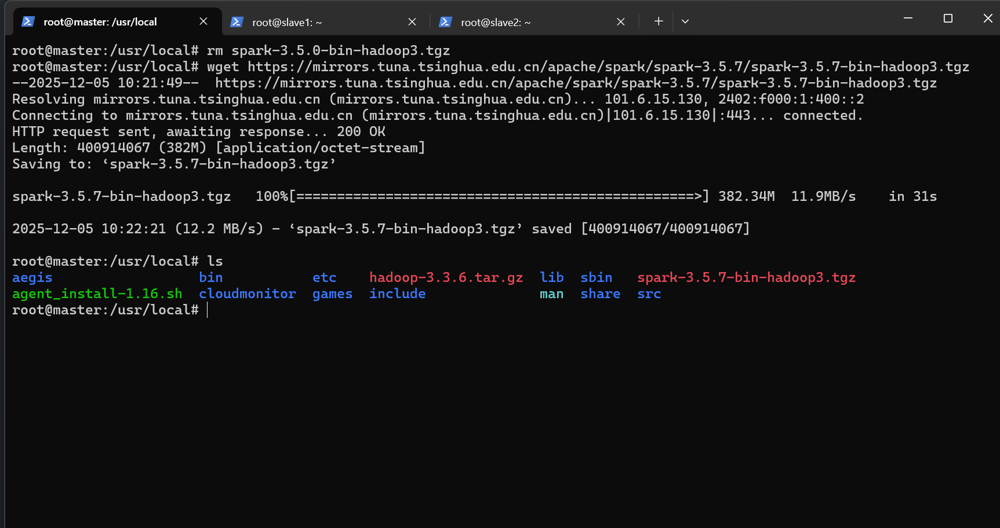 root@master: /usr/local root@slave1: ~ root@slave2: ~
root@master:/usr/local# rm spark-3.5.0-bin-hadoop3.tgz
root@master:/usr/local# wget https://mirrors.tuna.tsinghua.edu.cn/apache/spark/spark-3.5.7/spark-3.5.7-bin-hadoop3.tgz
--2025-12-05 10:21:49--  https://mirrors.tuna.tsinghua.edu.cn/apache/spark/spark-3.5.7/spark-3.5.7-bin-hadoop3.tgz
Resolving mirrors.tuna.tsinghua.edu.cn (mirrors.tuna.tsinghua.edu.cn)... 101.6.15.130, 2402:f000:1:400::2
Connecting to mirrors.tuna.tsinghua.edu.cn (mirrors.tuna.tsinghua.edu.cn)|101.6.15.130|:443... connected.
HTTP request sent, awaiting response... 200 OK
Length: 400914067 (382M) [application/octet-stream]
Saving to: ‘spark-3.5.7-bin-hadoop3.tgz’
spark-3.5.7-bin-hadoop3.tgz   100%[=================================================>] 382.34M  11.9MB/s    in 31s
2025-12-05 10:22:21 (12.2 MB/s) - ‘spark-3.5.7-bin-hadoop3.tgz’ saved [400914067/400914067]
root@master:/usr/local# ls
aegis                  bin           etc    hadoop-3.3.6.tar.gz  lib  sbin   spark-3.5.7-bin-hadoop3.tgz
agent_install-1.16.sh  cloudmonitor  games  include              man  share  src
root@master:/usr/local#